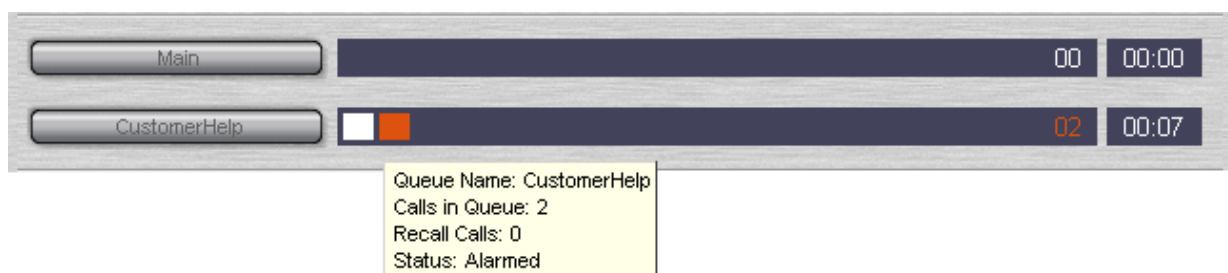 Main 00 00:00
CustomerHelp 02 00:07
Queue Name: CustomerHelp
Calls in Queue: 2
Recall Calls: 0
Status: Alarmed